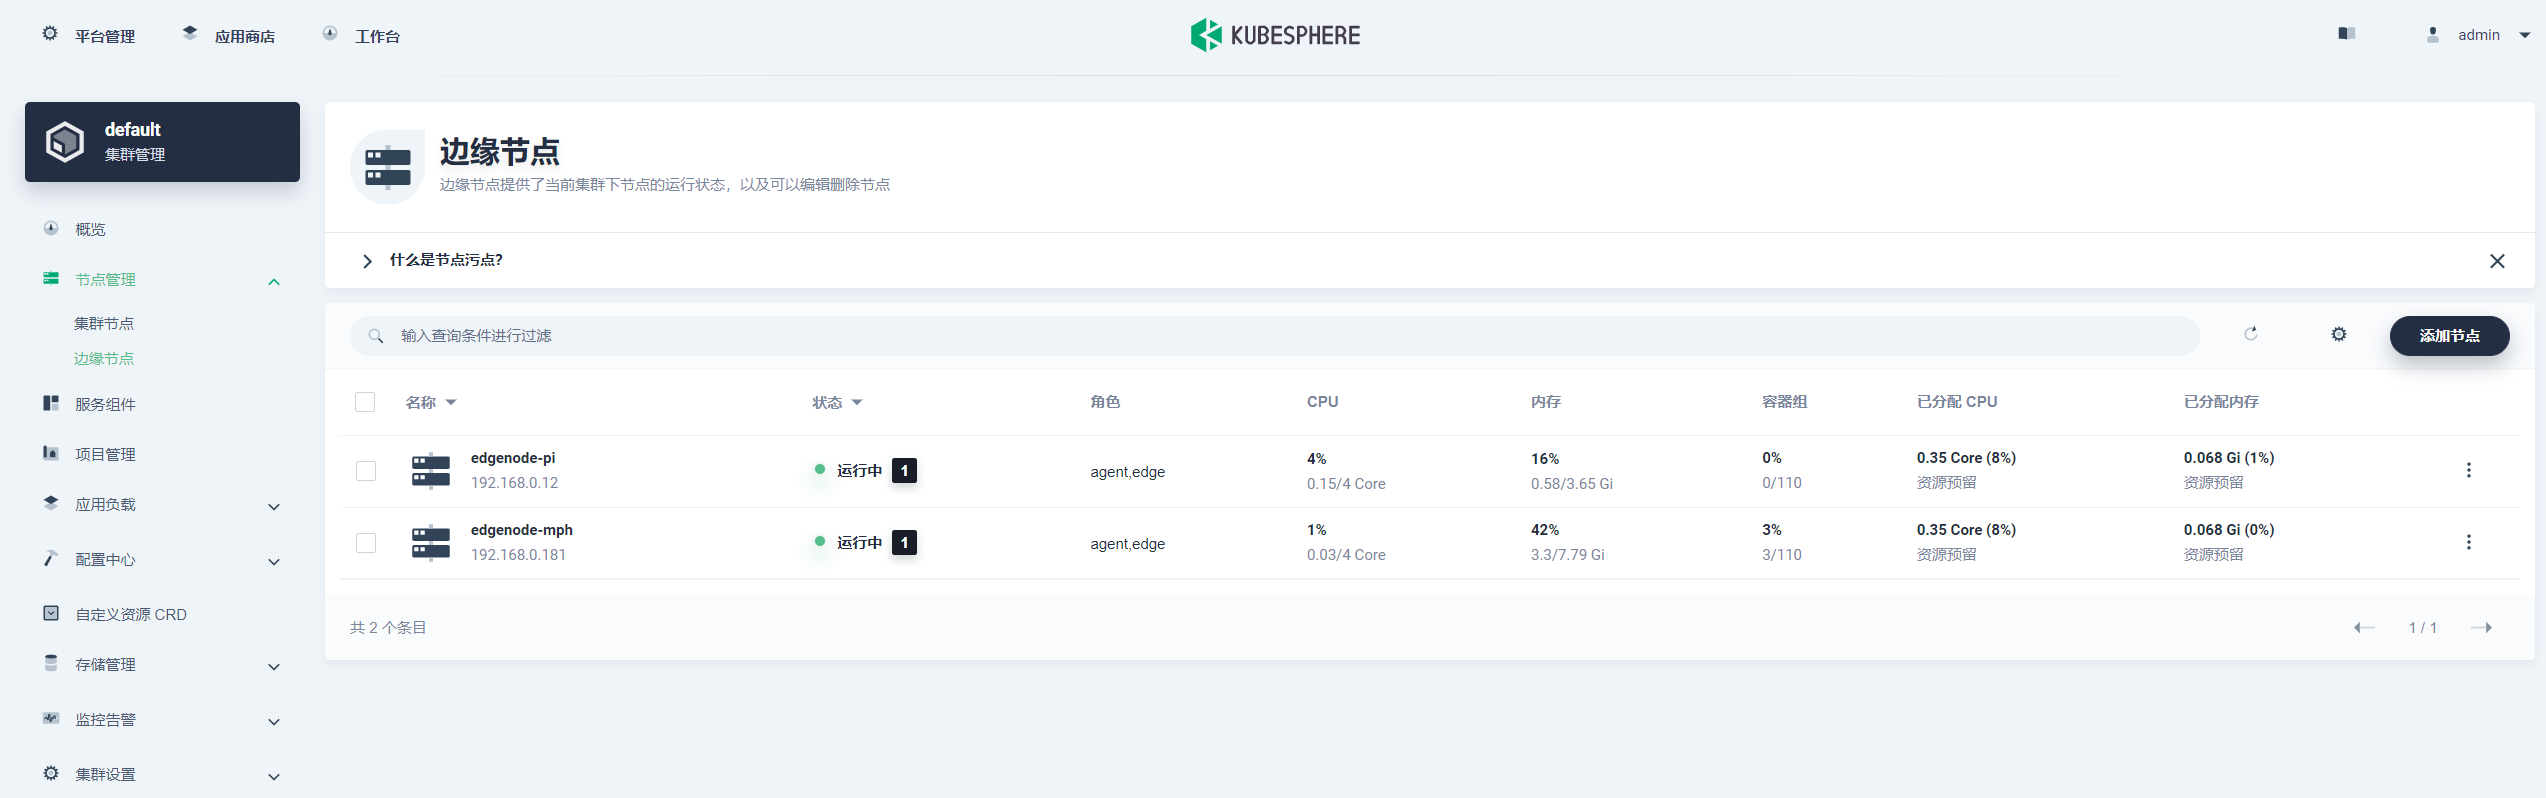 平台管理
应用商店
工作台
KUBESPHERE
admin
default
集群管理
概览
节点管理
集群节点
边缘节点
服务组件
项目管理
应用负载
配置中心
自定义资源 CRD
存储管理
监控告警
集群设置
边缘节点
边缘节点提供了当前集群下节点的运行状态，以及可以编辑删除节点
什么是节点污点?
输入查询条件进行过滤
添加节点
名称 状态 角色 CPU 内存 容器组 已分配 CPU 已分配内存
edgenode-pi 运行中 1 agent,edge 4% 16% 0% 0.35 Core (8%) 0.068 Gi (1%)
192.168.0.12 0.15/4 Core 0.58/3.65 Gi 0/110 资源预留 资源预留
edgenode-mph 运行中 1 agent,edge 1% 42% 3% 0.35 Core (8%) 0.068 Gi (0%)
192.168.0.181 0.03/4 Core 3.3/7.79 Gi 3/110 资源预留 资源预留
共 2 个条目
1 / 1